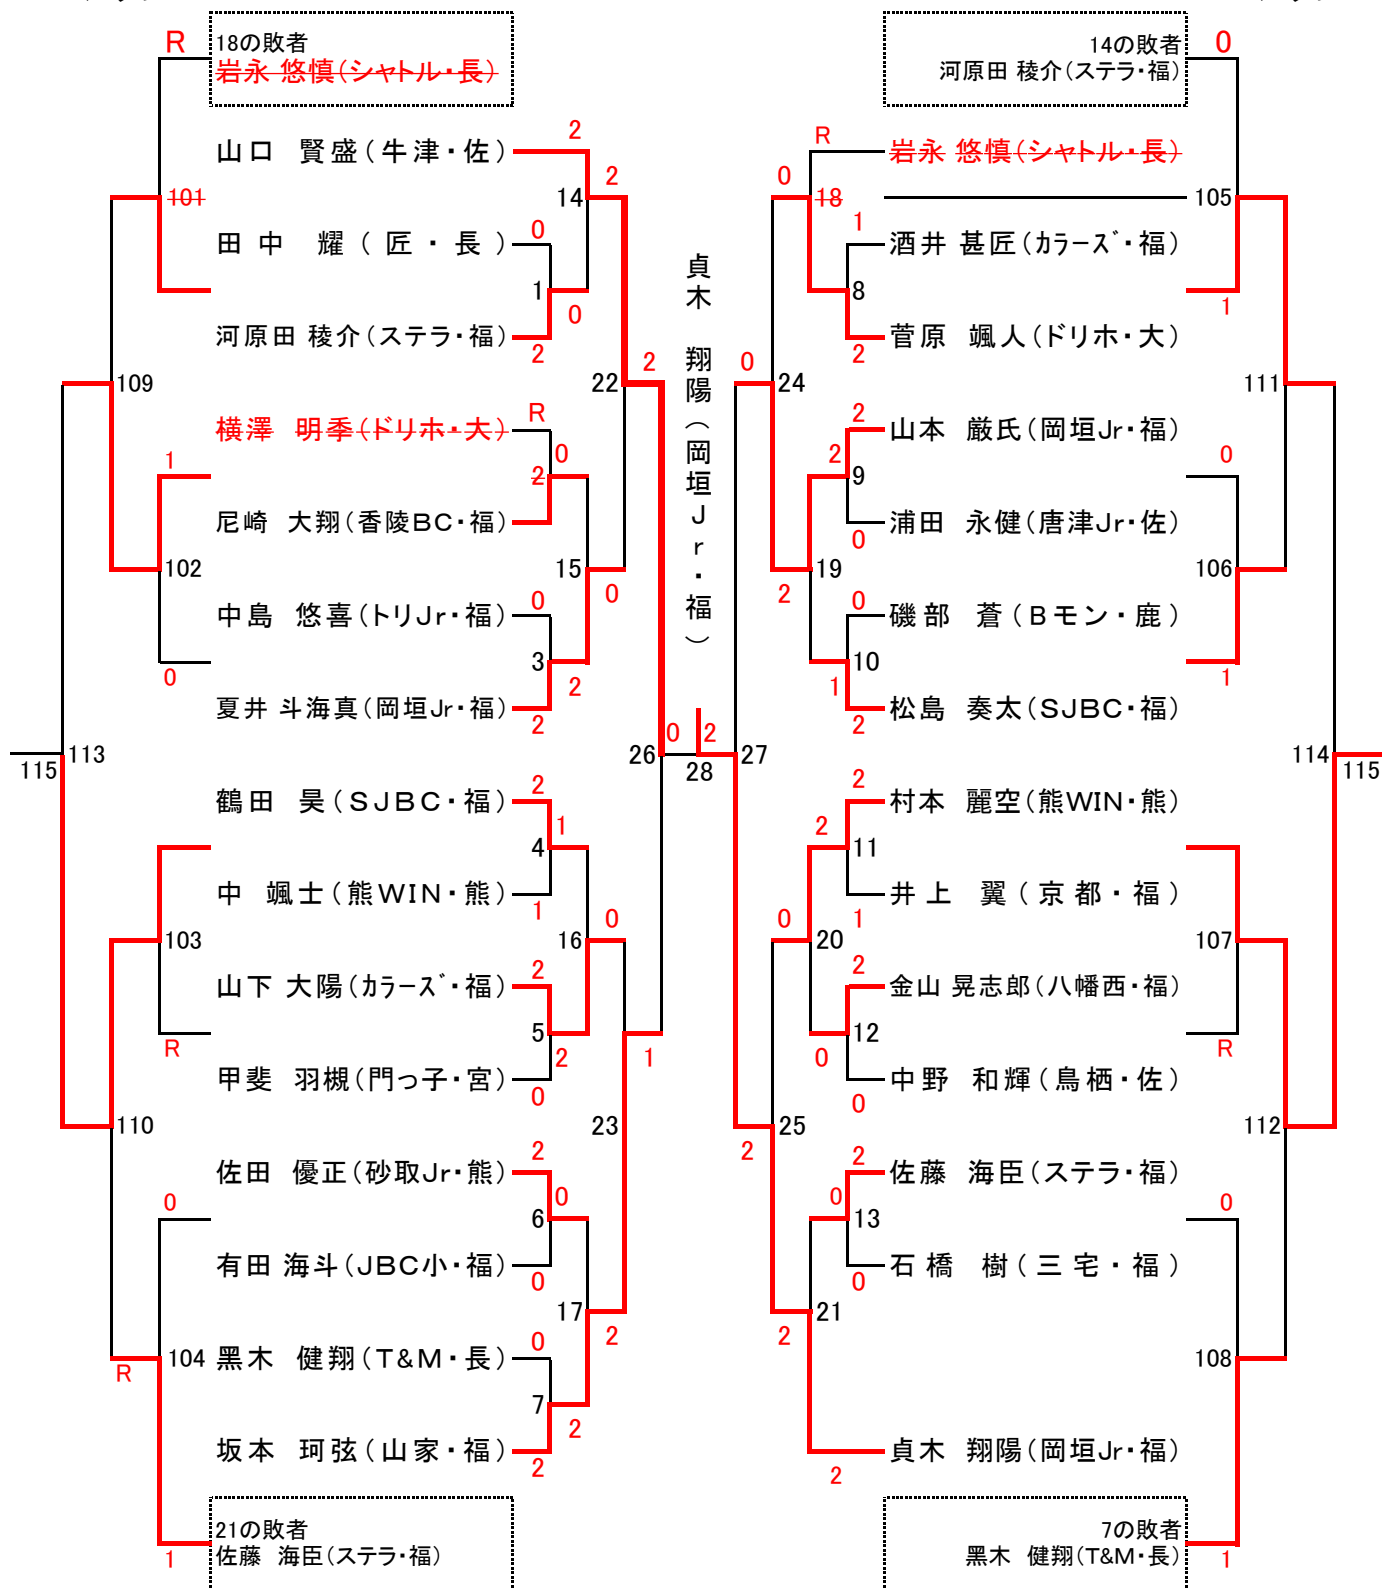 R 18の敗者 14の敗者 0
岩永 悠慎(シャトル・長) 河原田 稜介(ステラ・福)
山口 賢盛(牛津・佐) 2 R 岩永 悠慎(シャトル・長)
101 14 2 0 18 105
田中 耀(匠・長) 0 1 酒井 甚匠(カラーズ・福)
1 0 8 1
河原田 稜介(ステラ・福) 2 2 菅原 颯人(ドリホ・大)
109 22 2 0 24 111
横澤 明季(ドリホ・大) R 2 山本 厳氏(岡垣Jr・福)
1 2 0 2 9 0
尼崎 大翔(香陵BC・福) 0 浦田 永健(唐津Jr・佐)
102 15 0 2 19 106
中島 悠喜(トリJr・福) 0 0 磯部 蒼(Bモン・鹿)
0 3 2 1 10 1
夏井 斗海真(岡垣Jr・福) 2 2 松島 奏太(SJBC・福)
貞木 翔陽(岡垣Jr・福)
115 113 26 0 28 2 27 114 115
鶴田 昊(SJBC・福) 2 2 村本 麗空(熊WIN・熊)
4 1 2 11
中 颯士(熊WIN・熊) 1 1 井上 翼(京都・福)
103 16 0 0 20 107
山下 大陽(カラーズ・福) 2 2 金山 晃志郎(八幡西・福)
R 5 2 0 12 R
甲斐 羽槻(門っ子・宮) 0 0 中野 和輝(鳥栖・佐)
110 23 1 2 25 112
佐田 優正(砂取Jr・熊) 2 2 佐藤 海臣(ステラ・福)
0 6 0 0 13 0
有田 海斗(JBC小・福) 0 0 石橋 樹(三宅・福)
17 2 2 21
R 104 黑木 健翔(T&M・長) 0 108
7 2
坂本 珂弦(山家・福) 2 2 貞木 翔陽(岡垣Jr・福)
21の敗者 7の敗者
1 佐藤 海臣(ステラ・福) 黑木 健翔(T&M・長) 1